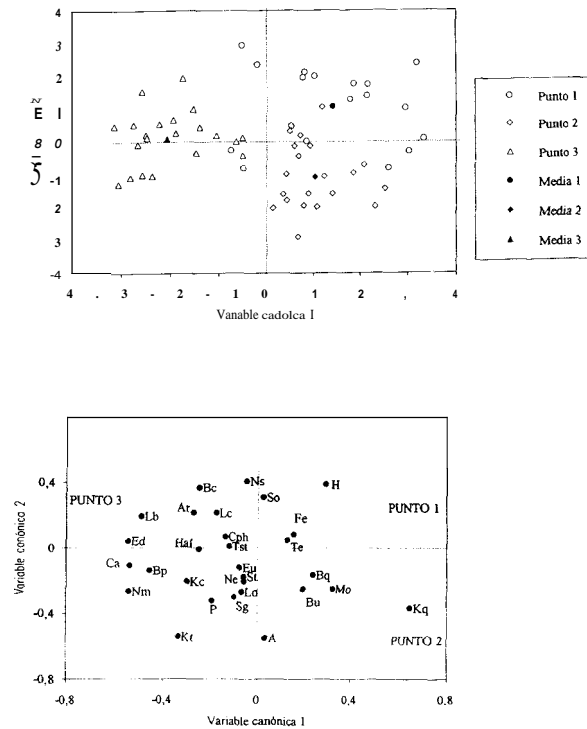 4
3
2
1
0
-1
-2
2
-4
4 . 3 - 2 - 1 0 1 2 , 4
Vanable cadolca I
Punto 1
Punto 2
Punto 3
Media 1
Media 2
Media 3
Variable canónica 2
0,4
0
-0,4
-0,8
PUNTO 3
PUNTO 1
PUNTO 2
Bc
Ns
H
So
Ar
Lc
Lb
Fe
Cph
Te
Ed
Haf
Tst
Ca
Bp
Eu
Bq
Kc
Ne
St
Nm
Lo
Bu
Mo
P
Sg
Kq
Kt
A
-0,8 -0,4 0 0,4 0,8
Variable canónica 1